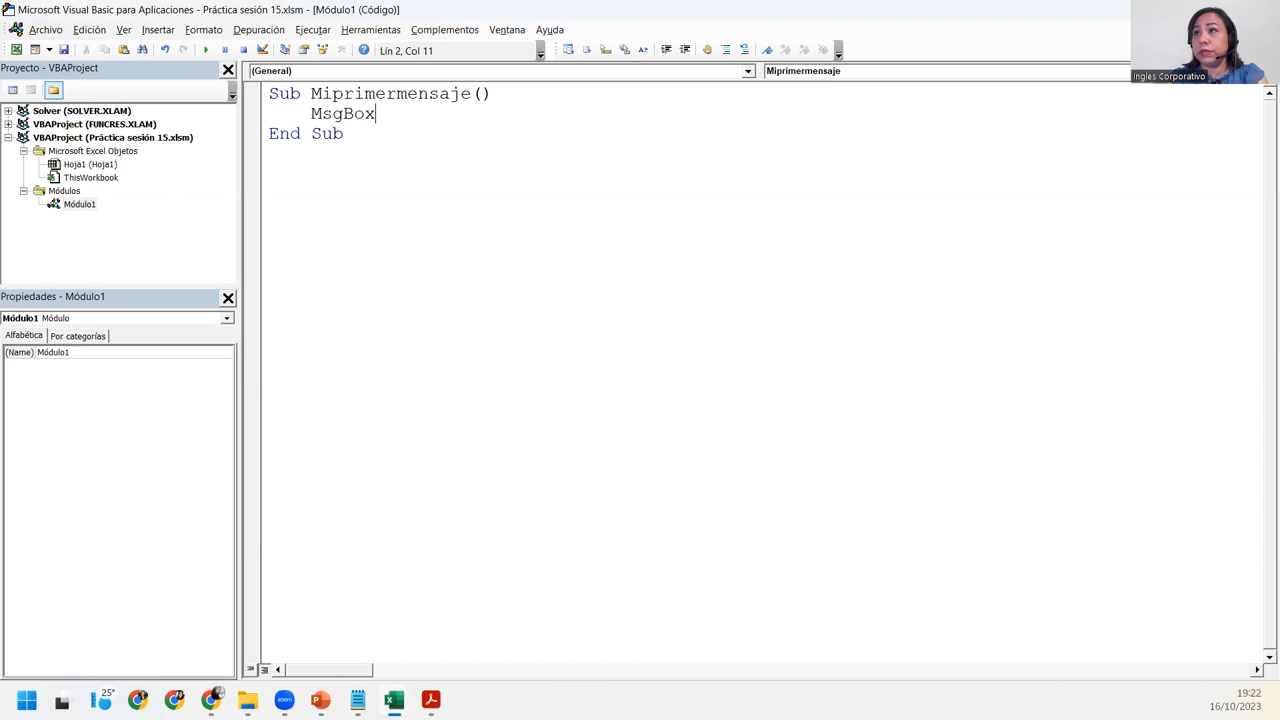 Microsoft Visual Basic para Aplicaciones - Práctica sesión 15.xlsm - [Módulo1 (Código)]
Archivo Edición Ver Insertar Formato Depuración Ejecutar Herramientas Complementos Ventana Ayuda
Lín 2, Col 11
Ingles Corporativo
Proyecto - VBAProject
(General)
Miprimermensaje
Solver (SOLVER.XLAM)
VBAProject (FUNCRES.XLAM)
VBAProject (Práctica sesión 15.xlsm)
Microsoft Excel Objetos
Hoja1 (Hoja1)
ThisWorkbook
Módulos
Módulo1
Sub Miprimermensaje()
MsgBox
End Sub
Propiedades - Módulo1
Módulo1 Módulo
Alfabética Por categorías
(Name) Módulo1
25°
zoom
19:22
16/10/2023